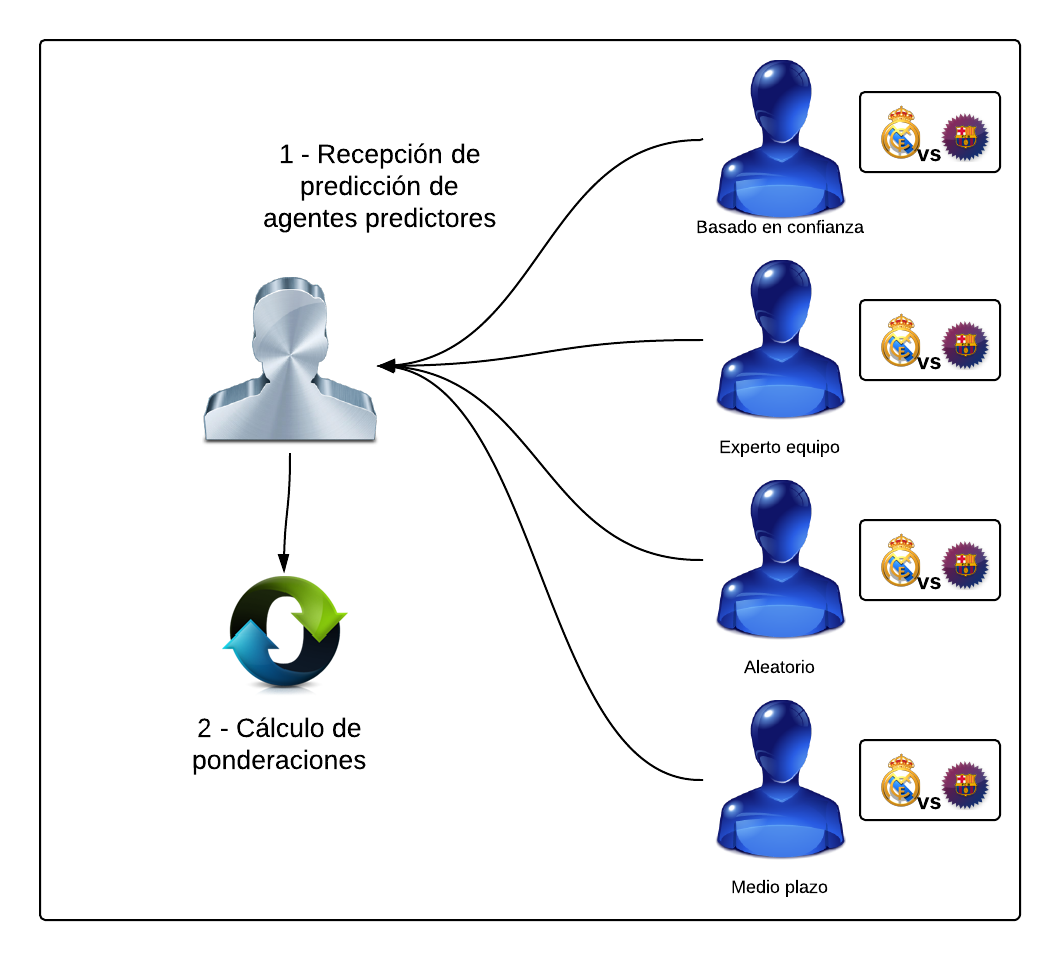 1 - Recepción de
predicción de
agentes predictores
vs
Basado en confianza
vs
Experto equipo
vs
Aleatorio
2 - Cálculo de
ponderaciones
vs
Medio plazo